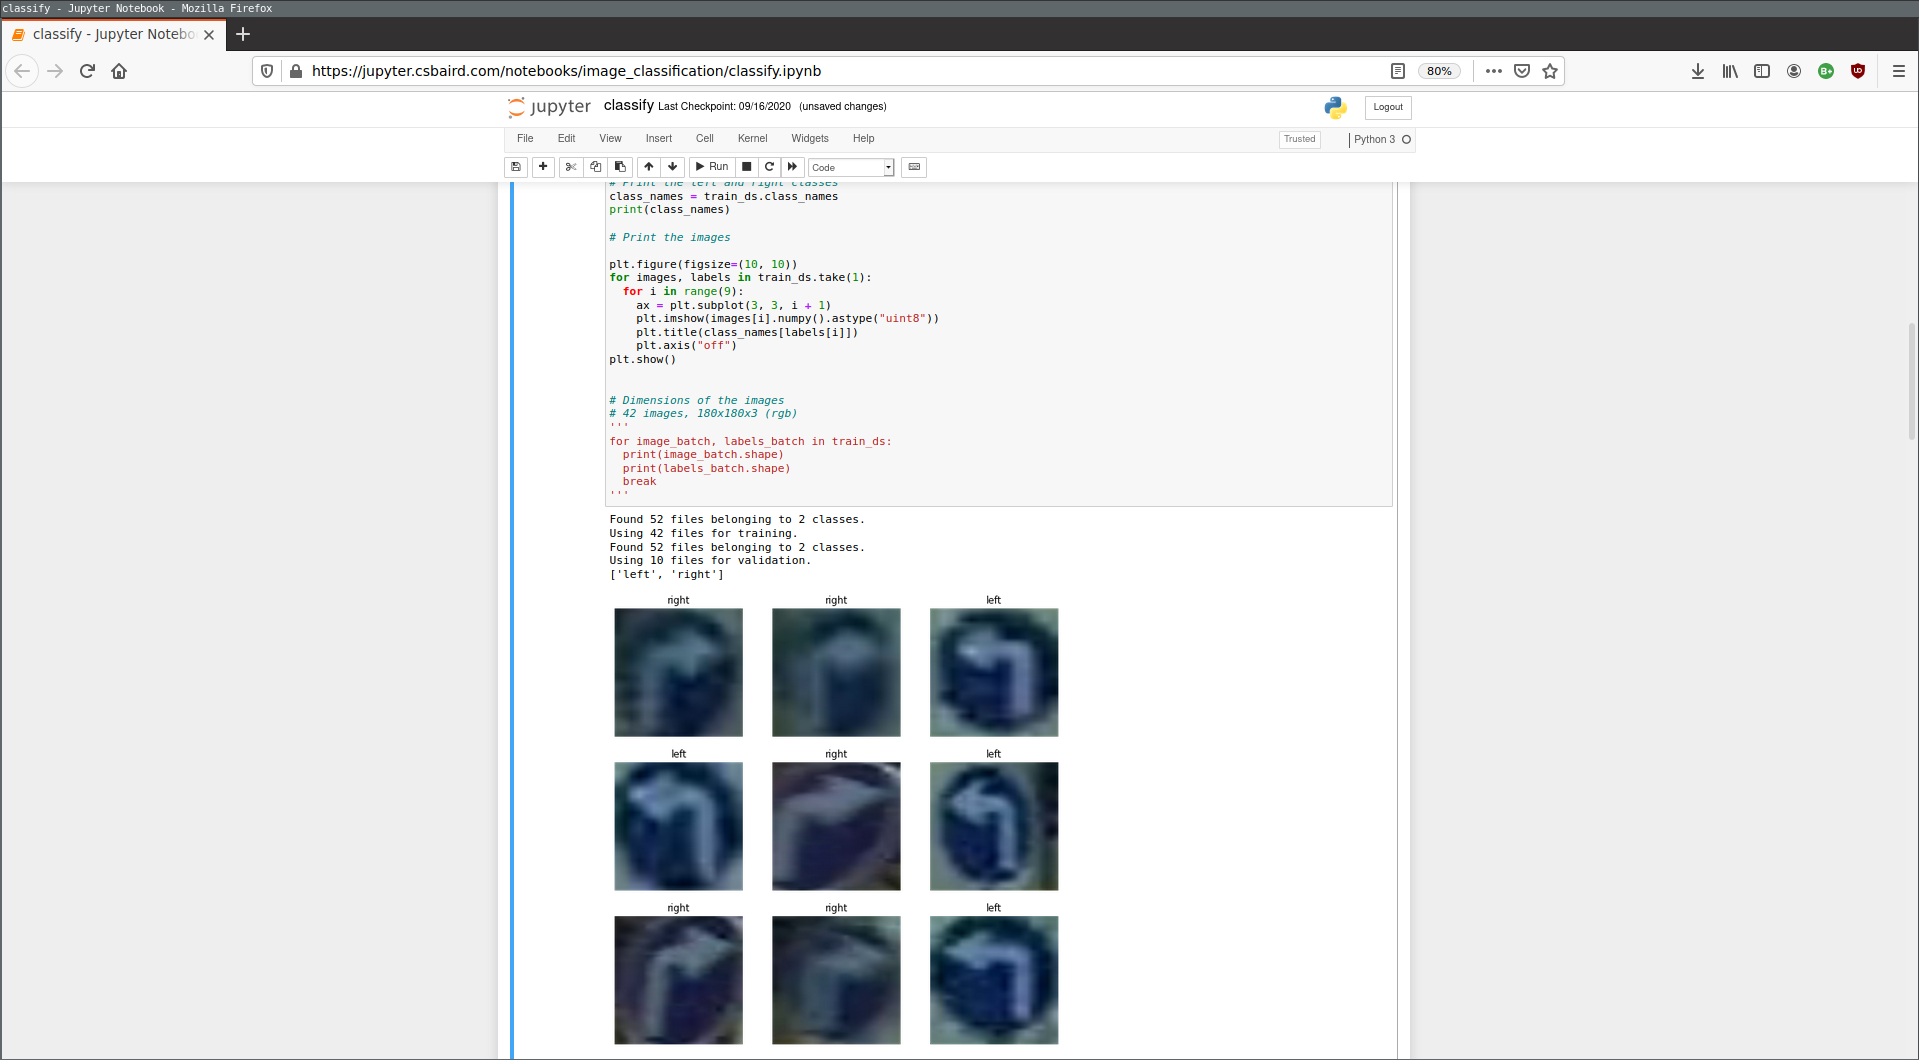 classify - Jupyter Notebook - Mozilla Firefox
classify - Jupyter Notebo
https://jupyter.csbaird.com/notebooks/image_classification/classify.ipynb
80%
jupyter classify Last Checkpoint: 09/16/2020 (unsaved changes)
Logout
File Edit View Insert Cell Kernel Widgets Help
Trusted
Python 3
Run
Code
# Print the left and right classes
class_names = train_ds.class_names
print(class_names)
# Print the images
plt.figure(figsize=(10, 10))
for images, labels in train_ds.take(1):
  for i in range(9):
    ax = plt.subplot(3, 3, i + 1)
    plt.imshow(images[i].numpy().astype("uint8"))
    plt.title(class_names[labels[i]])
    plt.axis("off")
plt.show()
# Dimensions of the images
# 42 images, 180x180x3 (rgb)
'''
for image_batch, labels_batch in train_ds:
  print(image_batch.shape)
  print(labels_batch.shape)
  break
'''
Found 52 files belonging to 2 classes.
Using 42 files for training.
Found 52 files belonging to 2 classes.
Using 10 files for validation.
['left', 'right']
right right left
left right left
right right left